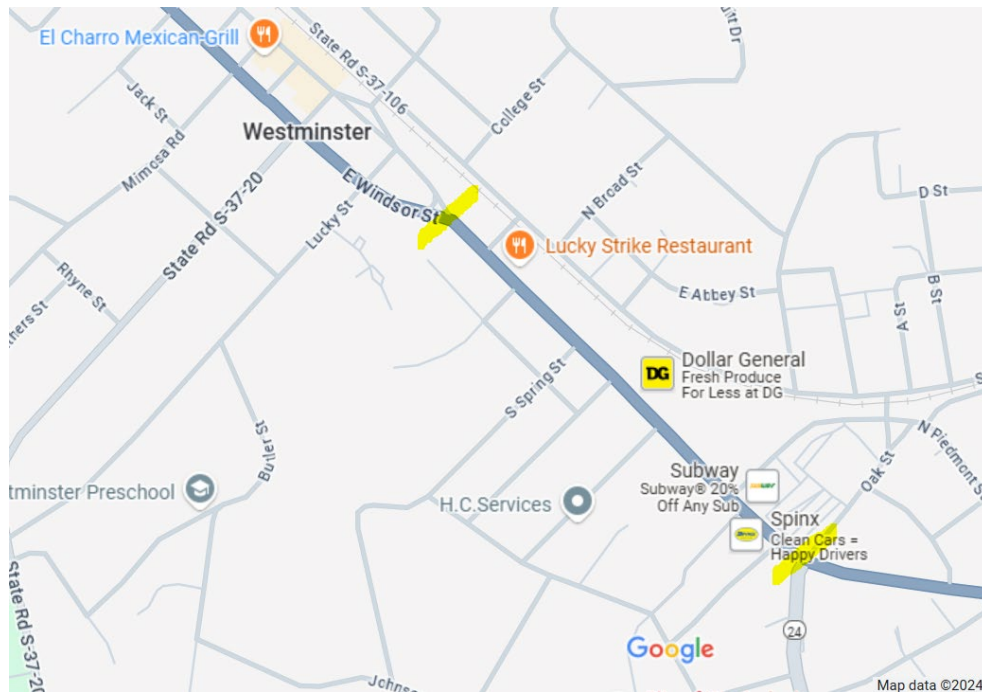 El Charro Mexican Grill
State Rd S-37-106
College St
Jack St
Westminster
Mimosa Rd
N Broad St
D St
E Windsor St
State Rd S-37-20
Lucky St
Lucky Strike Restaurant
Rhyne St
E Abbey St
B St
A St
DG
Dollar General
Fresh Produce
For Less at DG
S Spring St
N Piedmont S
Butler St
Oak St
tminster Preschool
Subway
Subway® 20%
Off Any Sub
H.C.Services
Spinx
Clean Cars =
Happy Drivers
State Rd S-37-20
24
Google
Johns
Map data ©2024